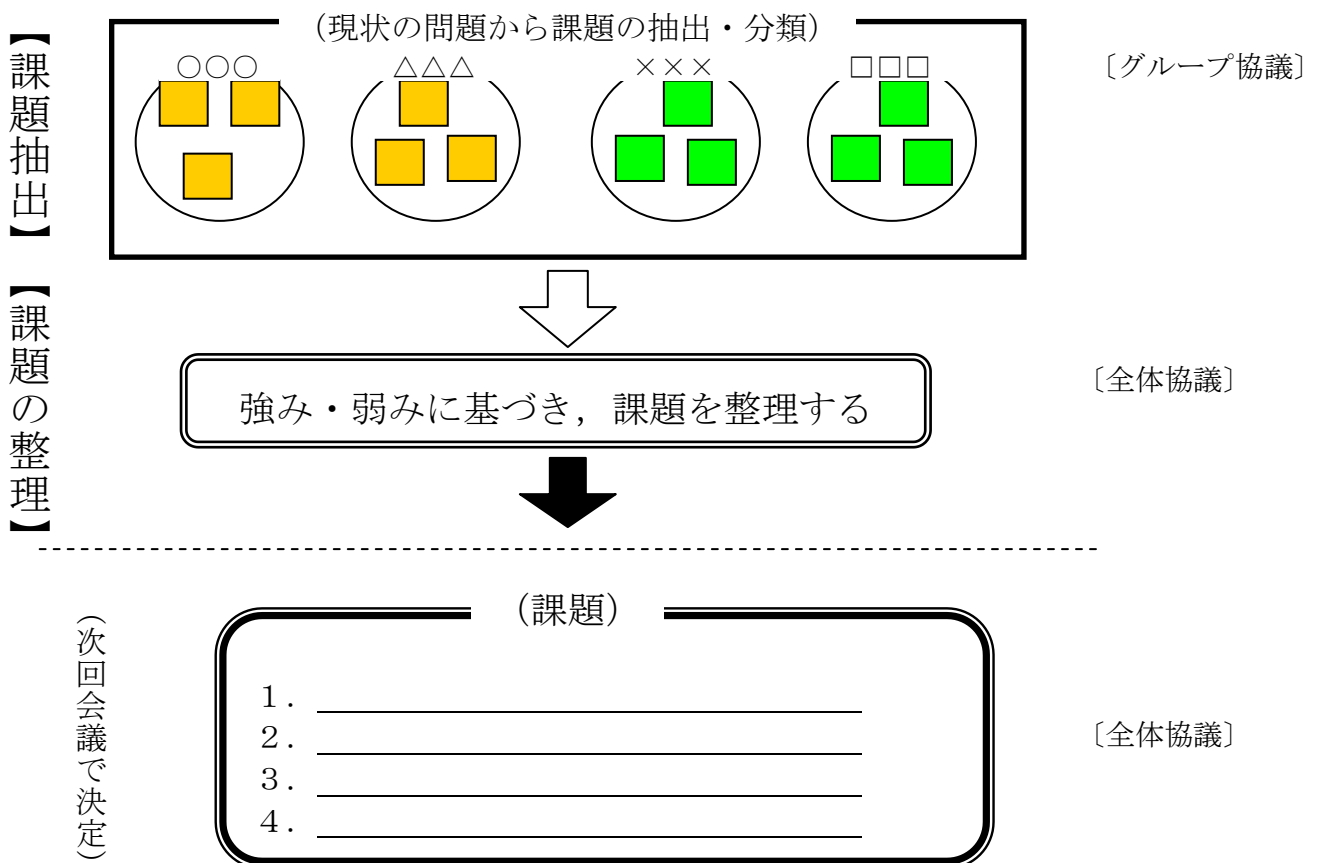 【課題抽出】
（現状の問題から課題の抽出・分類）
○○○
△△△
×××
□□□
〔グループ協議〕
【課題の整理】
強み・弱みに基づき，課題を整理する
〔全体協議〕
（次回会議で決定）
（課題）
１．
２．
３．
４．
〔全体協議〕